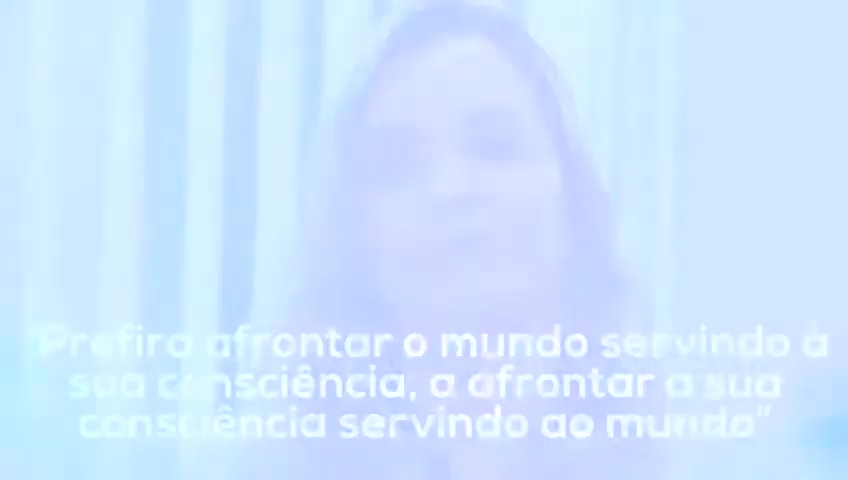 "Prefira afrontar o mundo servindo à
sua consciência, a afrontar a sua
consciência servindo ao mundo"